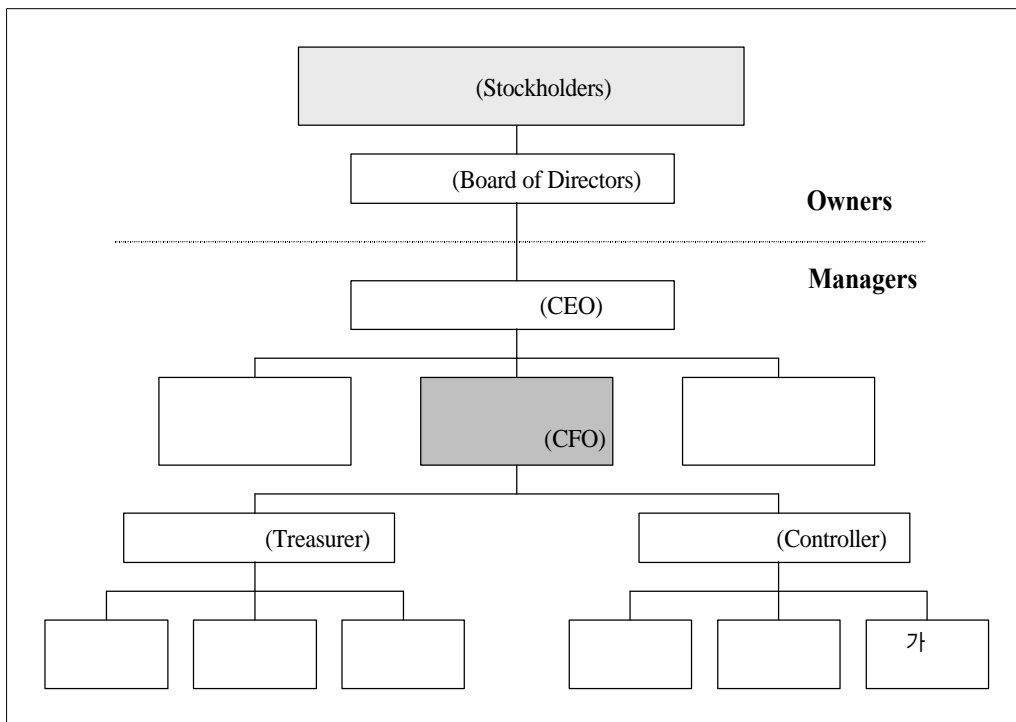 (Stockholders)
(Board of Directors)
Owners
Managers
(CEO)
(CFO)
(Treasurer)
(Controller)
가